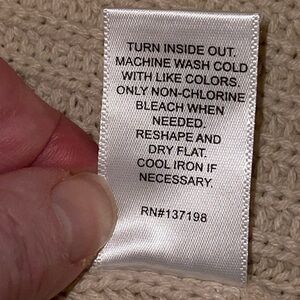 TURN INSIDE OUT.
MACHINE WASH COLD
WITH LIKE COLORS.
ONLY NON-CHLORINE
BLEACH WHEN
NEEDED.
RESHAPE AND
DRY FLAT.
COOL IRON IF
NECESSARY.
RN#137198